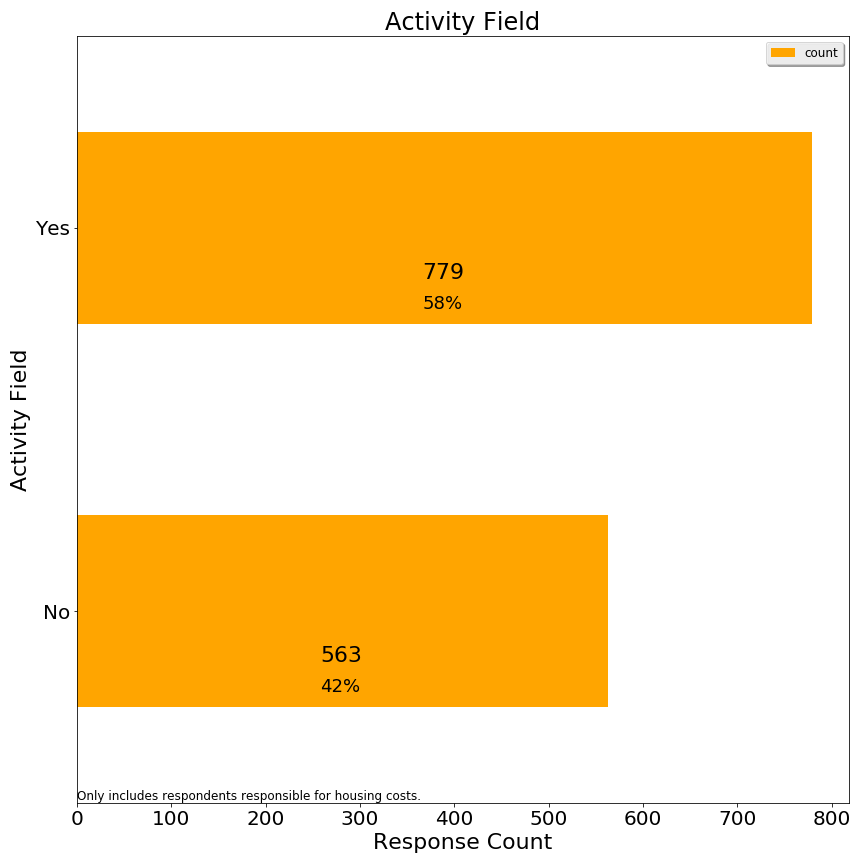 Activity Field
count
Yes
779
58%
Activity Field
No
563
42%
Only includes respondents responsible for housing costs.
0 100 200 300 400 500 600 700 800
Response Count